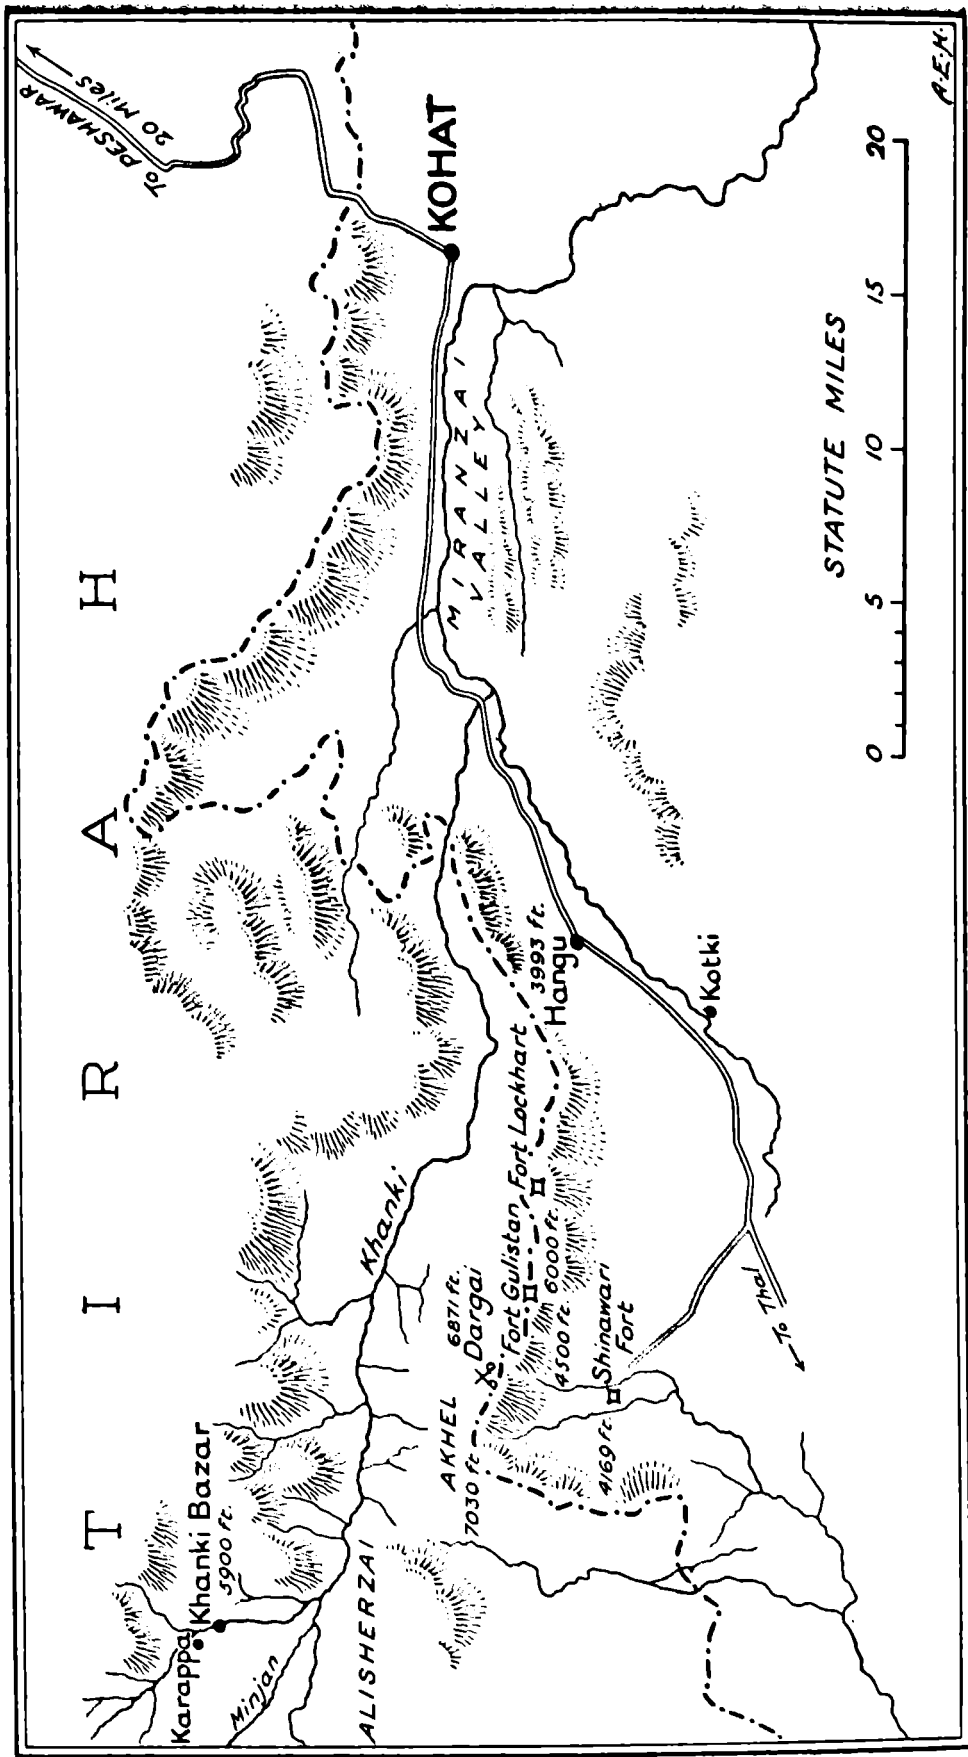 TIRAH
To PESHAWAR
20 Miles
Karappa
Khanki Bazar
5900 ft.
Minjan
Khanki
ALISHERZAI
KOHAT
AKHEL
7030 ft.
6871 ft.
Dargai
MIRANZAI
VALLEY
Fort Gulistan
Fort Lockhart
3993 ft.
Hangu
6000 ft.
4500 ft.
Shinawari
Fort
4169 ft.
Kotki
To Thal
STATUTE MILES
0 5 10 15 20
A.E.H.